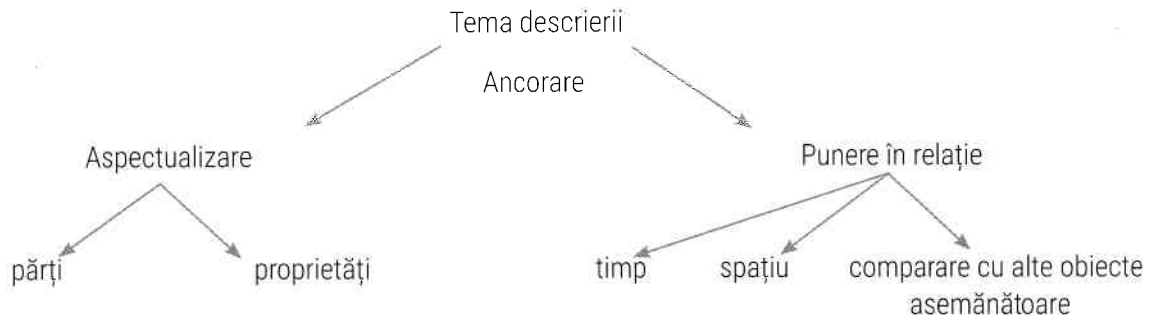 Tema descrierii
Ancorare
Aspectualizare
Punere în relație
părți
proprietăți
timp
spațiu
comparare cu alte obiecte
asemănătoare